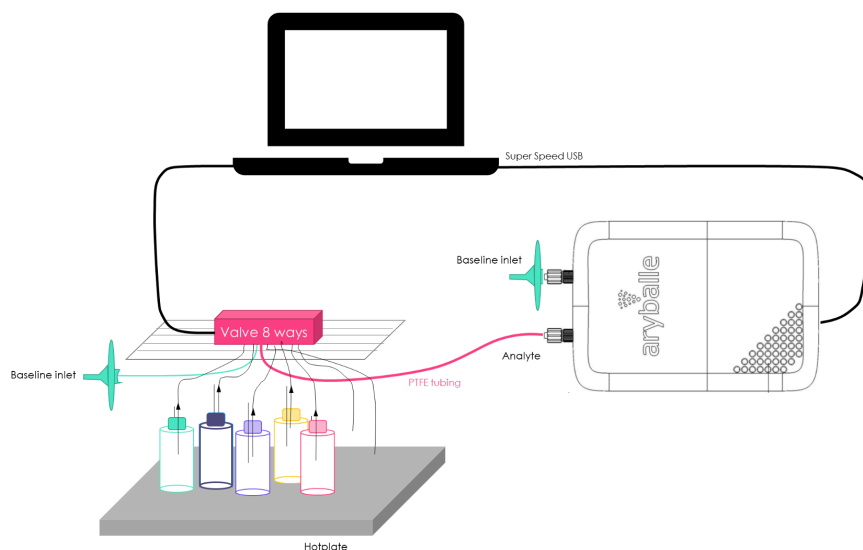 Super Speed USB
Baseline inlet
aryballe
Valve 8 ways
Analyte
Baseline inlet
PTFE tubing
Hotplate